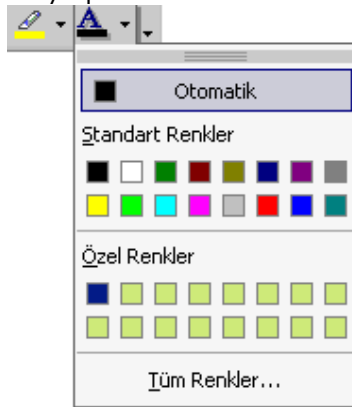 A
Otomatik
Standart Renkler
Özel Renkler
Tüm Renkler...